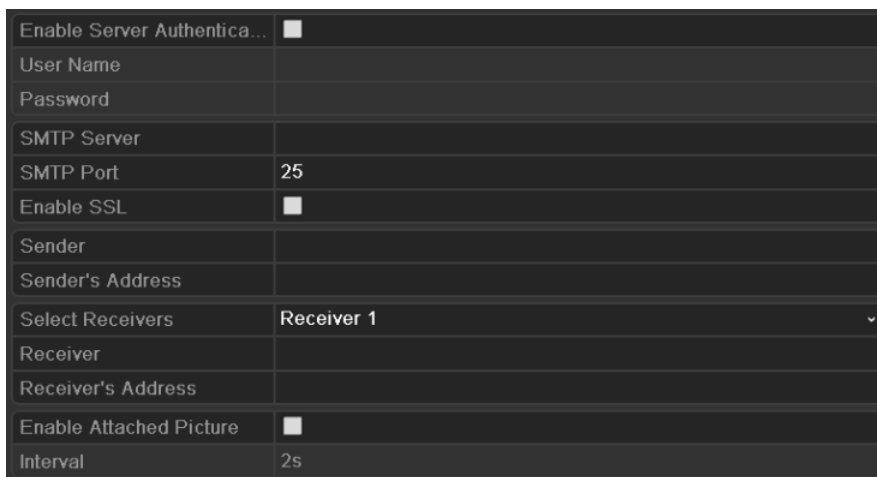 Enable Server Authentica...
User Name
Password
SMTP Server
SMTP Port 25
Enable SSL
Sender
Sender's Address
Select Receivers Receiver 1
Receiver
Receiver's Address
Enable Attached Picture
Interval 2s